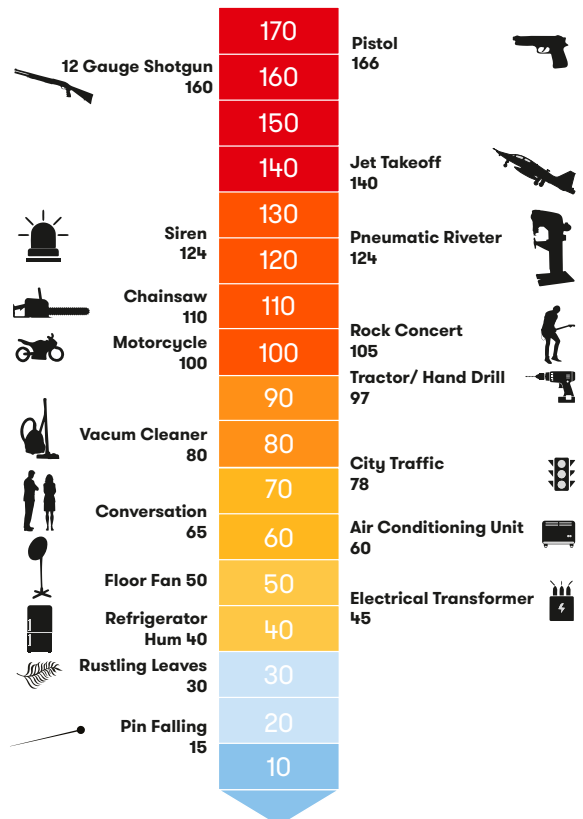 170
Pistol
166
12 Gauge Shotgun
160
160
150
140
Jet Takeoff
140
130
Siren
124
Pneumatic Riveter
124
120
Chainsaw
110
110
Rock Concert
105
Motorcycle
100
100
Tractor/ Hand Drill
97
90
Vacum Cleaner
80
80
City Traffic
78
70
Conversation
65
Air Conditioning Unit
60
60
Floor Fan 50
50
Electrical Transformer
45
Refrigerator
Hum 40
40
Rustling Leaves
30
30
20
Pin Falling
15
10